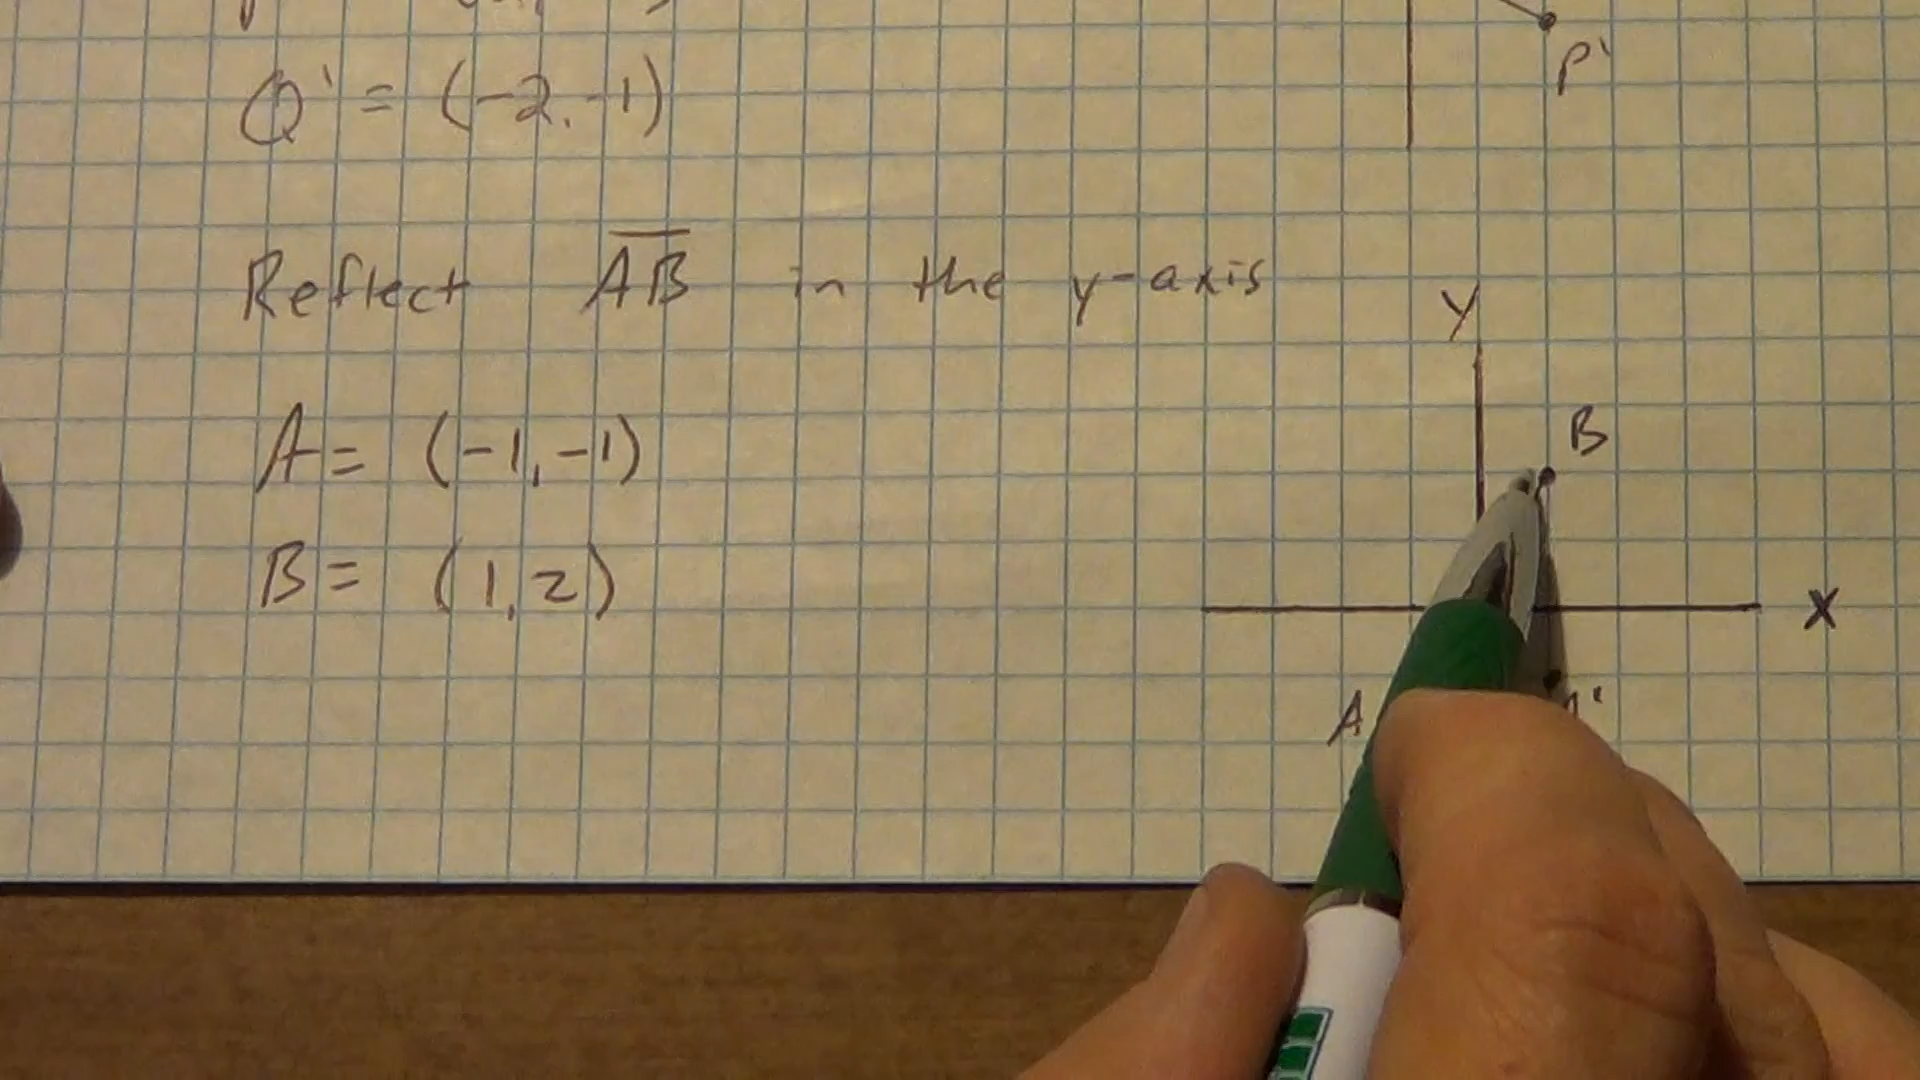 P'
Q' = (-2,-1)
Reflect AB in the y-axis
Y
A = (-1,-1)
B
B = (1,2)
X
A